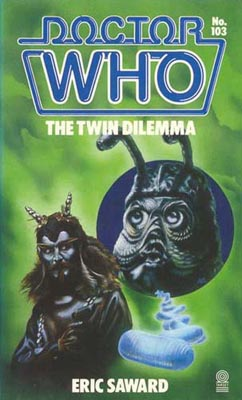 DOCTOR
WHO
No.
103
THE TWIN DILEMMA
ERIC SAWARD